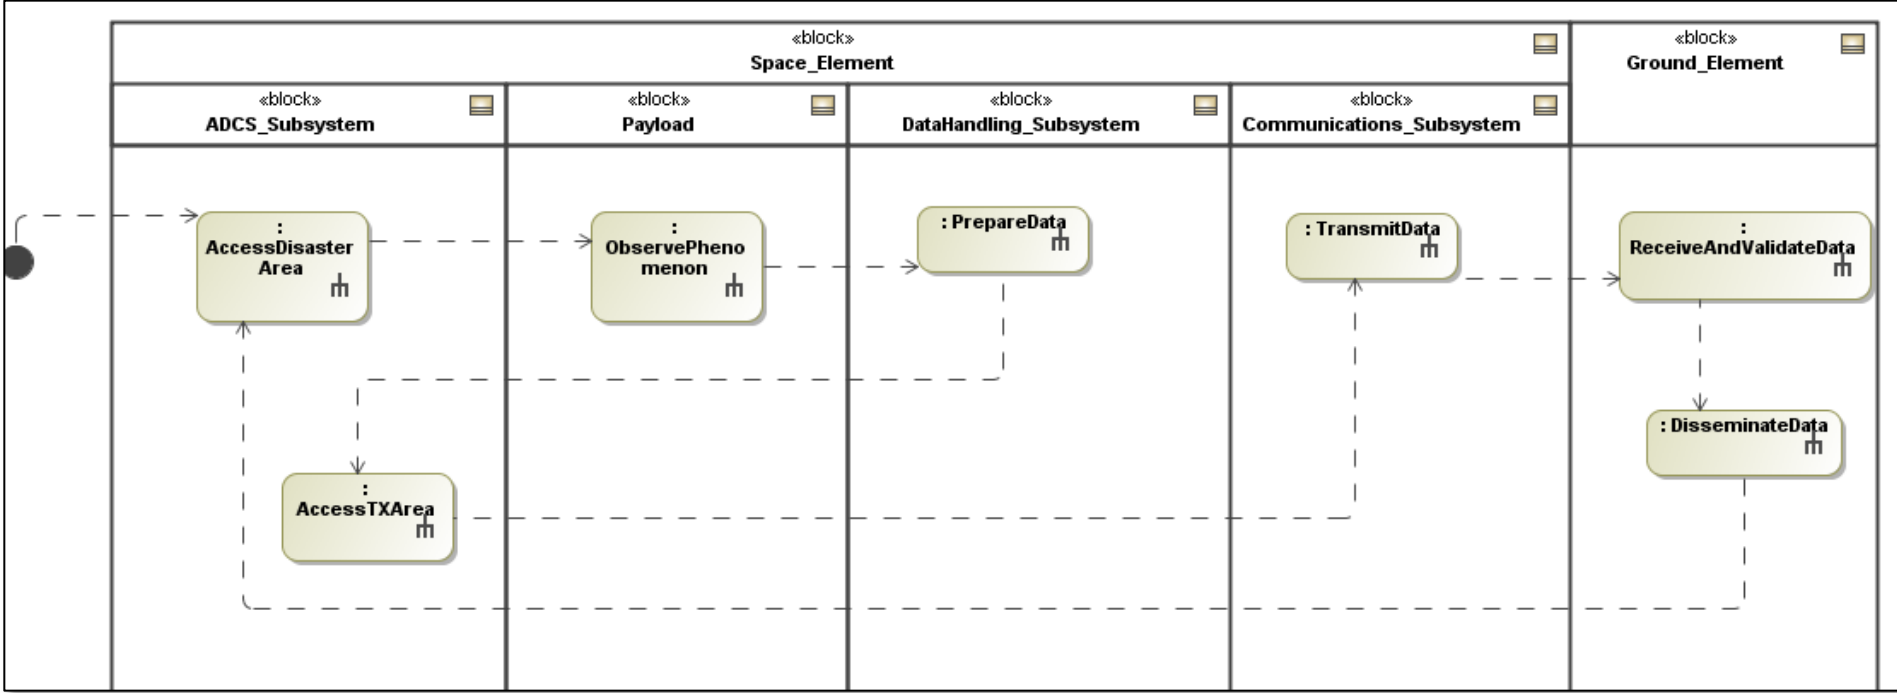 «block»
Space_Element
«block»
Ground_Element
«block»
ADCS_Subsystem
«block»
Payload
«block»
DataHandling_Subsystem
«block»
Communications_Subsystem
:
AccessDisaster
Area
:
ObservePheno
menon
: PrepareData
: TransmitData
:
ReceiveAndValidateData
: DisseminateData
:
AccessTXArea